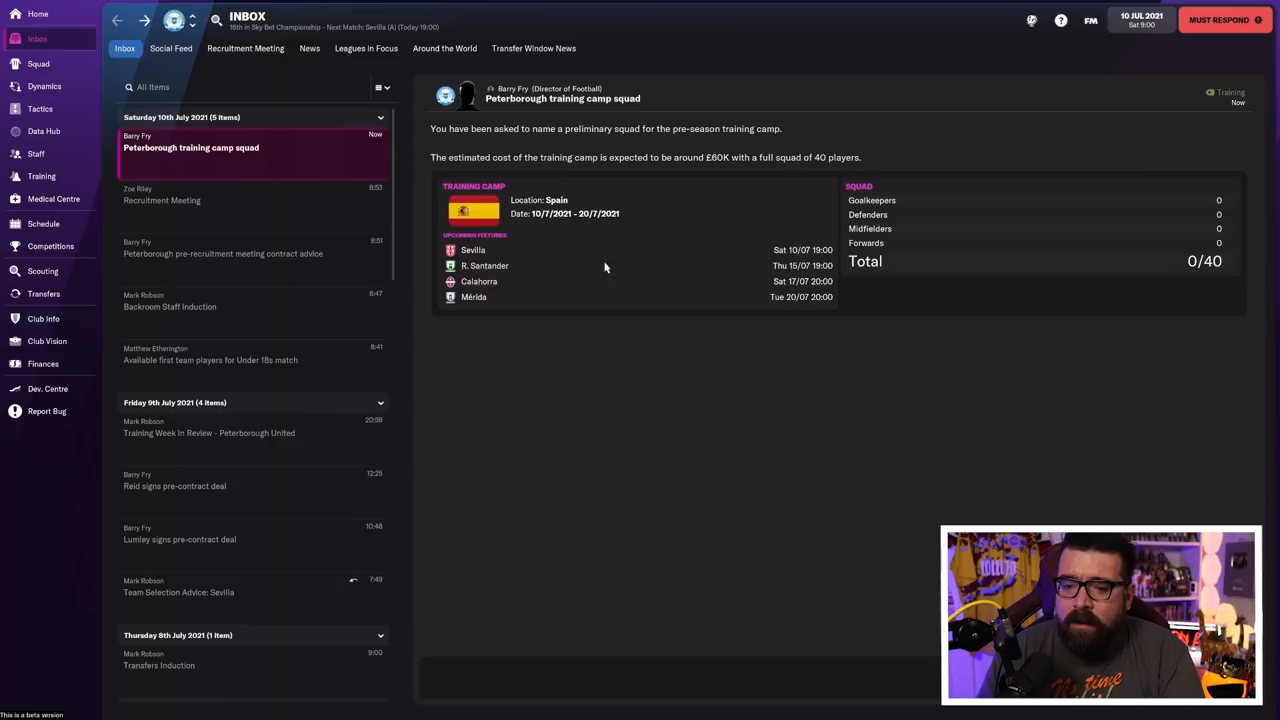 Home
Inbox
Squad
Dynamics
Tactics
Data Hub
Staff
Training
Medical Centre
Schedule
Competitions
Scouting
Transfers
Club Info
Club Vision
Finances
Dev. Centre
Report Bug
This is a beta version
INBOX
16th in Sky Bet Championship - Next Match: Sevilla (A) (Today 19:00)
FM
10 JUL 2021
Sat 9:00
MUST RESPOND
Inbox
Social Feed
Recruitment Meeting
News
Leagues in Focus
Around the World
Transfer Window News
All Items
Saturday 10th July 2021 (5 items)
Barry Fry
Now
Peterborough training camp squad
Zoe Riley
8:53
Recruitment Meeting
Barry Fry
8:51
Peterborough pre-recruitment meeting contract advice
Mark Robson
8:47
Backroom Staff Induction
Matthew Etherington
8:41
Available first team players for Under 18s match
Friday 9th July 2021 (4 items)
Mark Robson
20:59
Training Week In Review - Peterborough United
Barry Fry
12:25
Reid signs pre-contract deal
Barry Fry
10:48
Lumley signs pre-contract deal
Mark Robson
7:49
Team Selection Advice: Sevilla
Thursday 8th July 2021 (1 item)
Mark Robson
9:00
Transfers Induction
Barry Fry (Director of Football)
Peterborough training camp squad
Training
Now
You have been asked to name a preliminary squad for the pre-season training camp.
The estimated cost of the training camp is expected to be around £60K with a full squad of 40 players.
TRAINING CAMP
Location: Spain
Date: 10/7/2021 - 20/7/2021
UPCOMING FIXTURES
Sevilla Sat 10/07 19:00
R. Santander Thu 15/07 19:00
Calahorra Sat 17/07 20:00
Mérida Tue 20/07 20:00
SQUAD
Goalkeepers 0
Defenders 0
Midfielders 0
Forwards 0
Total 0/40
No time